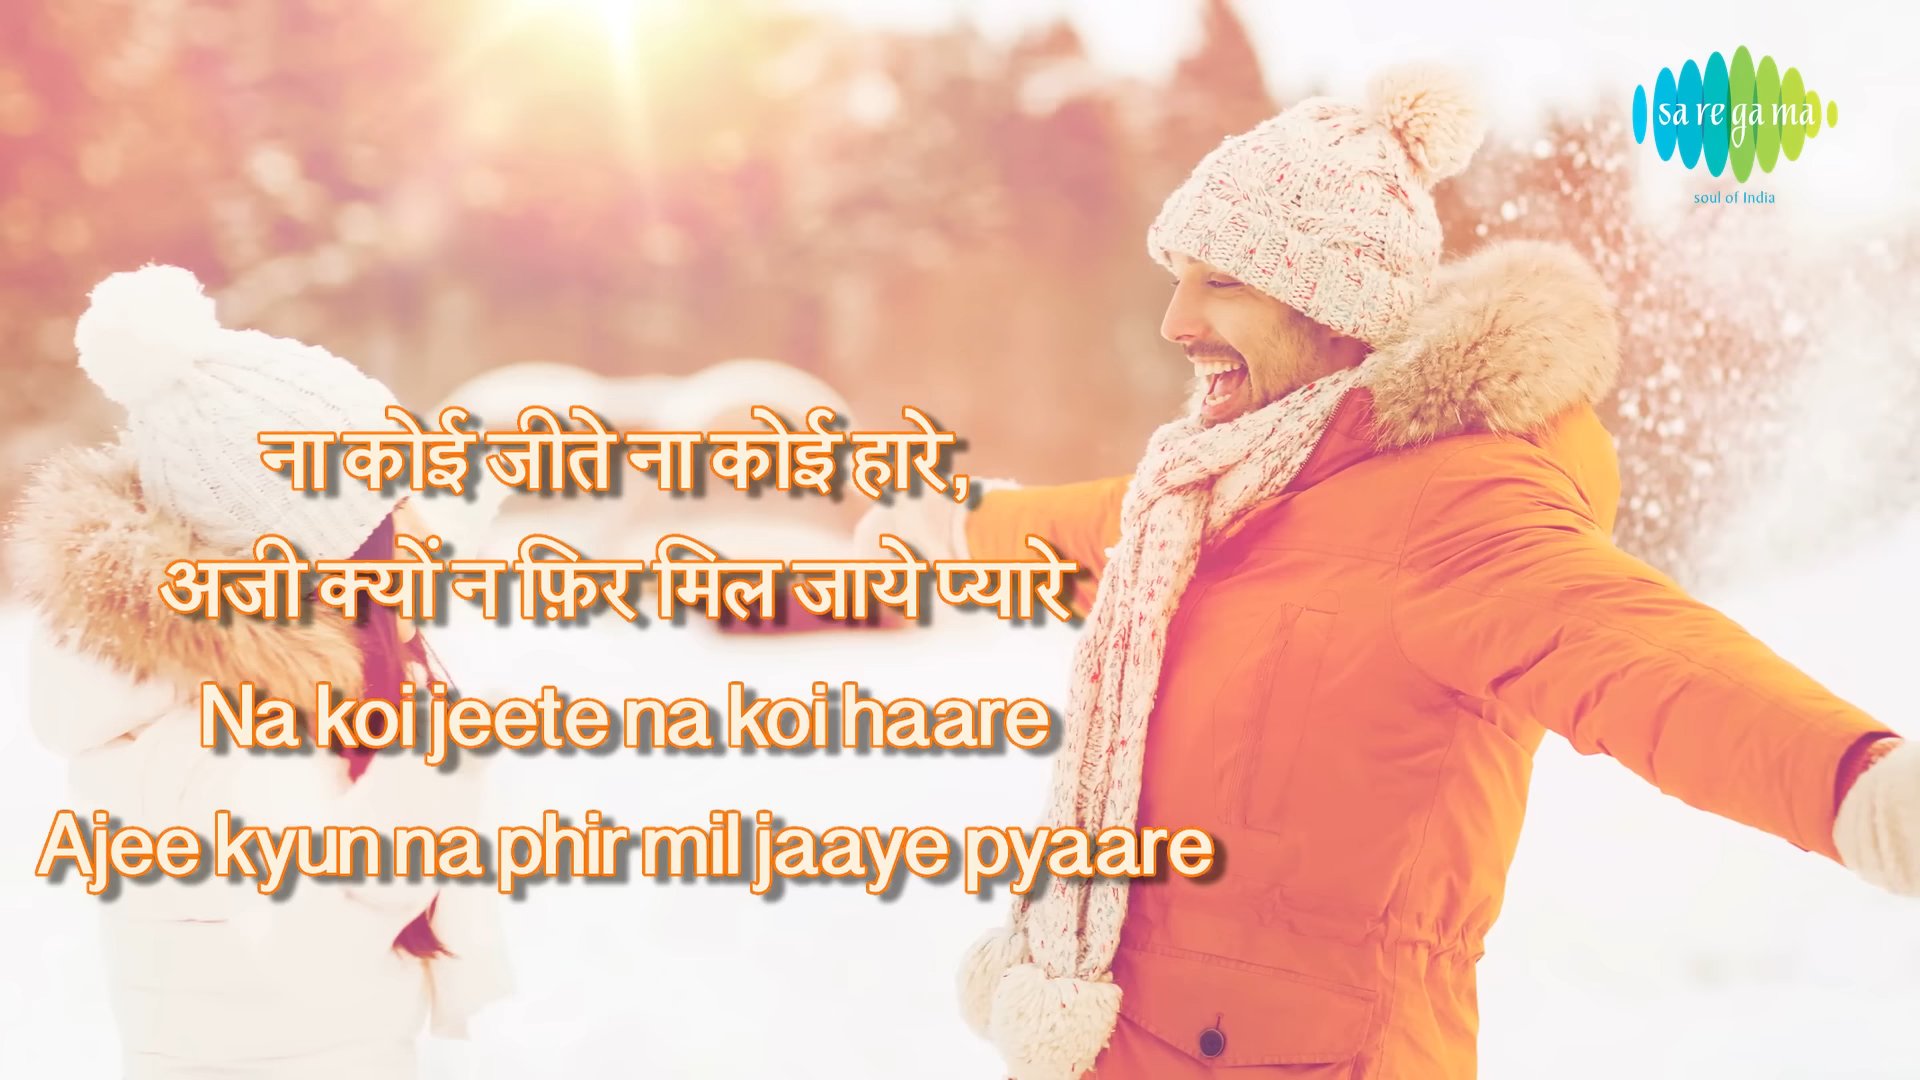 sa re ga ma
soul of India
ना कोई जीते ना कोई हारे,
अजी क्यों न फ़िर मिल जाये प्यारे
Na koi jeete na koi haare
Ajee kyun na phir mil jaaye pyaare